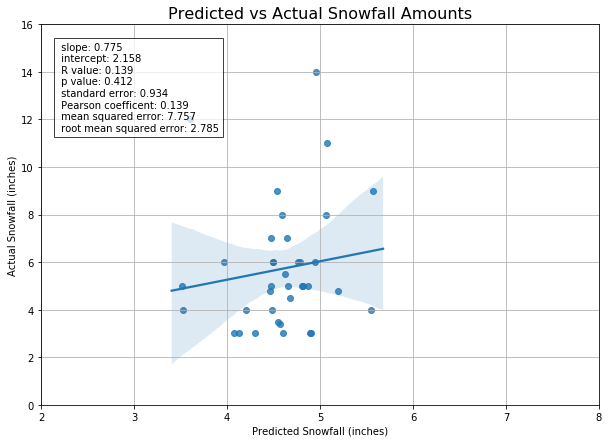 Predicted vs Actual Snowfall Amounts
16
14
12
10
8
6
4
2
0
Actual Snowfall (inches)
slope: 0.775
intercept: 2.158
R value: 0.139
p value: 0.412
standard error: 0.934
Pearson coefficent: 0.139
mean squared error: 7.757
root mean squared error: 2.785
2 3 4 5 6 7 8
Predicted Snowfall (inches)